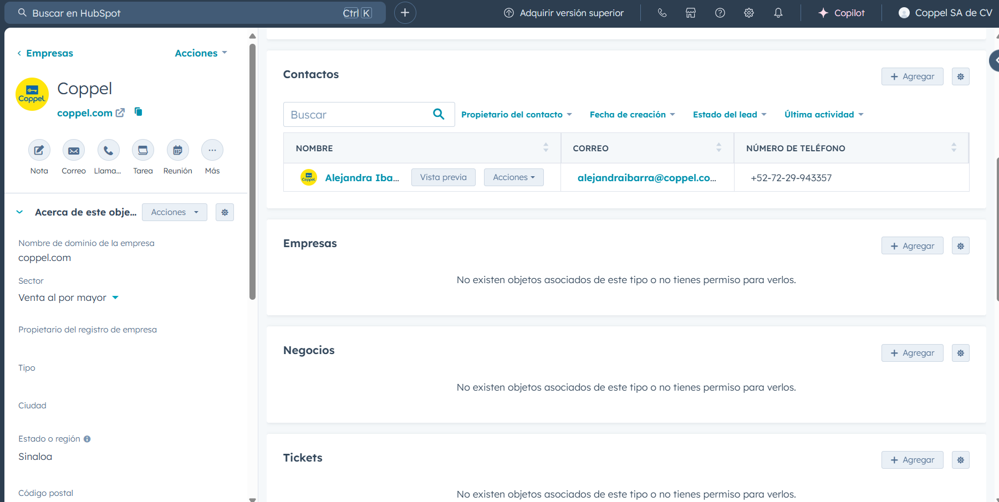 Buscar en HubSpot
Ctrl K
Adquirir versión superior
Copilot
Coppel SA de CV
Empresas
Acciones
Coppel
Coppel
coppel.com
Nota
Correo
Llama...
Tarea
Reunión
Más
Acerca de este obje...
Acciones
Nombre de dominio de la empresa
coppel.com
Sector
Venta al por mayor
Propietario del registro de empresa
Tipo
Ciudad
Estado o región
Sinaloa
Código postal
Contactos
+ Agregar
Buscar
Propietario del contacto
Fecha de creación
Estado del lead
Última actividad
NOMBRE
CORREO
NÚMERO DE TELÉFONO
Coppel
Alejandra Iba...
Vista previa
Acciones
alejandraibarra@coppel.co...
+52-72-29-943357
Empresas
+ Agregar
No existen objetos asociados de este tipo o no tienes permiso para verlos.
Negocios
+ Agregar
No existen objetos asociados de este tipo o no tienes permiso para verlos.
Tickets
+ Agregar
No existen objetos asociados de este tipo o no tienes permiso para verlos.